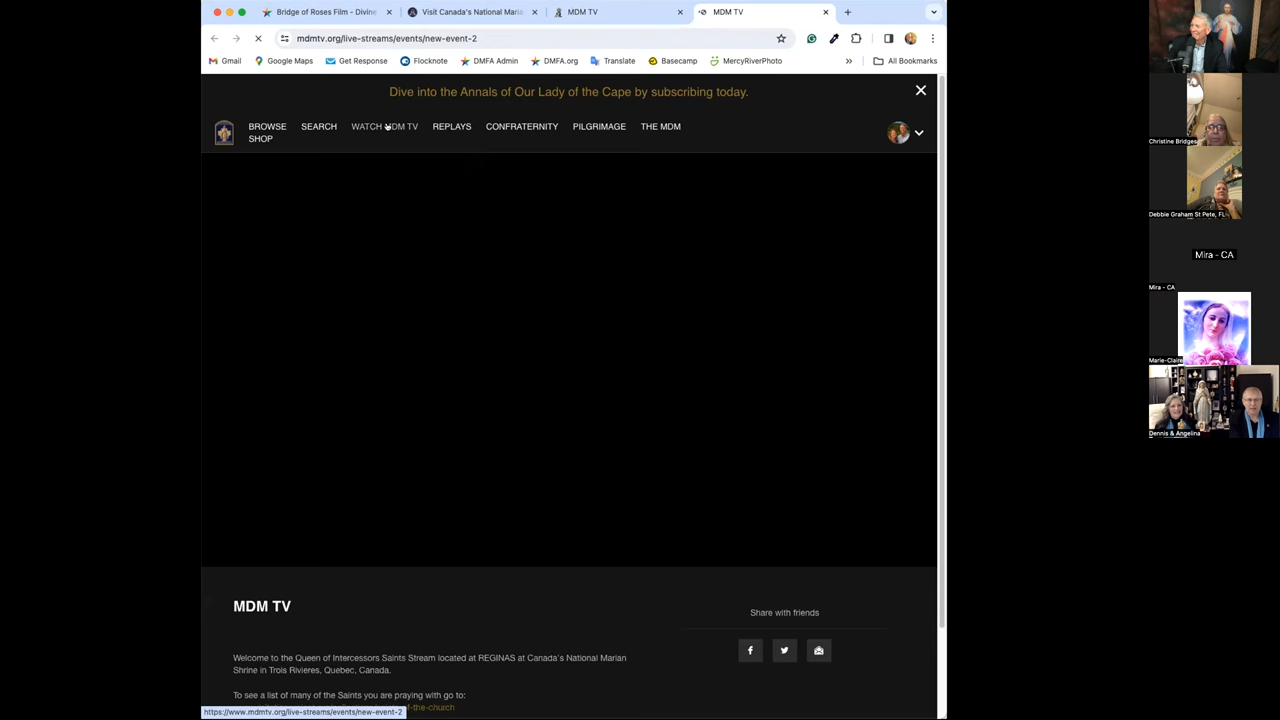 Bridge of Roses Film - Divine
Visit Canada's National Maria
MDM TV
MDM TV
mdmtv.org/live-streams/events/new-event-2
Gmail
Google Maps
Get Response
Flocknote
DMFA Admin
DMFA.org
Translate
Basecamp
MercyRiverPhoto
All Bookmarks
Dive into the Annals of Our Lady of the Cape by subscribing today.
BROWSE SEARCH WATCH MDM TV REPLAYS CONFRATERNITY PILGRIMAGE THE MDM
SHOP
MDM TV
Share with friends
Welcome to the Queen of Intercessors Saints Stream located at REGINAS at Canada's National Marian
Shrine in Trois Rivieres, Quebec, Canada.
To see a list of many of the Saints you are praying with go to:
-of-the-church
https://www.mdmtv.org/live-streams/events/new-event-2
Christine Bridges
Debbie Graham St Pete, FL
Mira - CA
Mira - CA
Marie-Claire
Dennis & Angelina